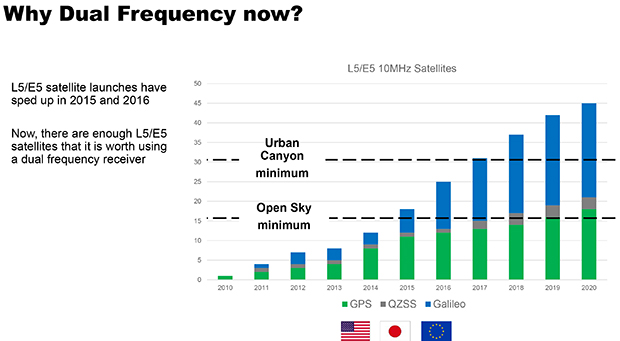 Why Dual Frequency now?
L5/E5 satellite launches have
sped up in 2015 and 2016
Now, there are enough L5/E5
satellites that it is worth using
a dual frequency receiver
L5/E5 10MHz Satellites
50
45
40
35
30
25
20
15
10
5
0
Urban
Canyon
minimum
Open Sky
minimum
2010 2011 2012 2013 2014 2015 2016 2017 2018 2019 2020
GPS QZSS Galileo